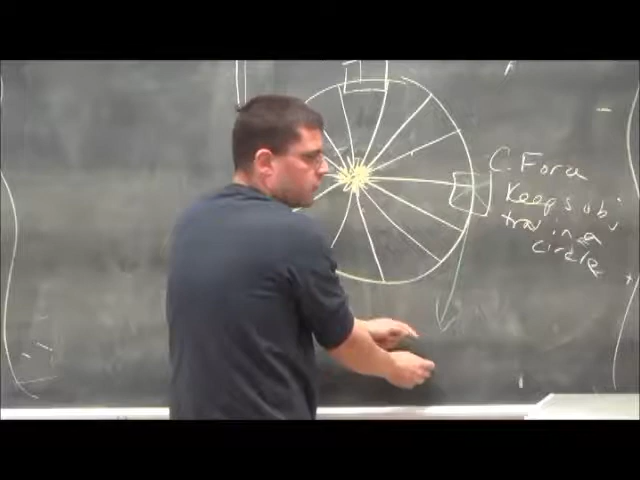 C. Force
Keeps obj
trav. in a
circle